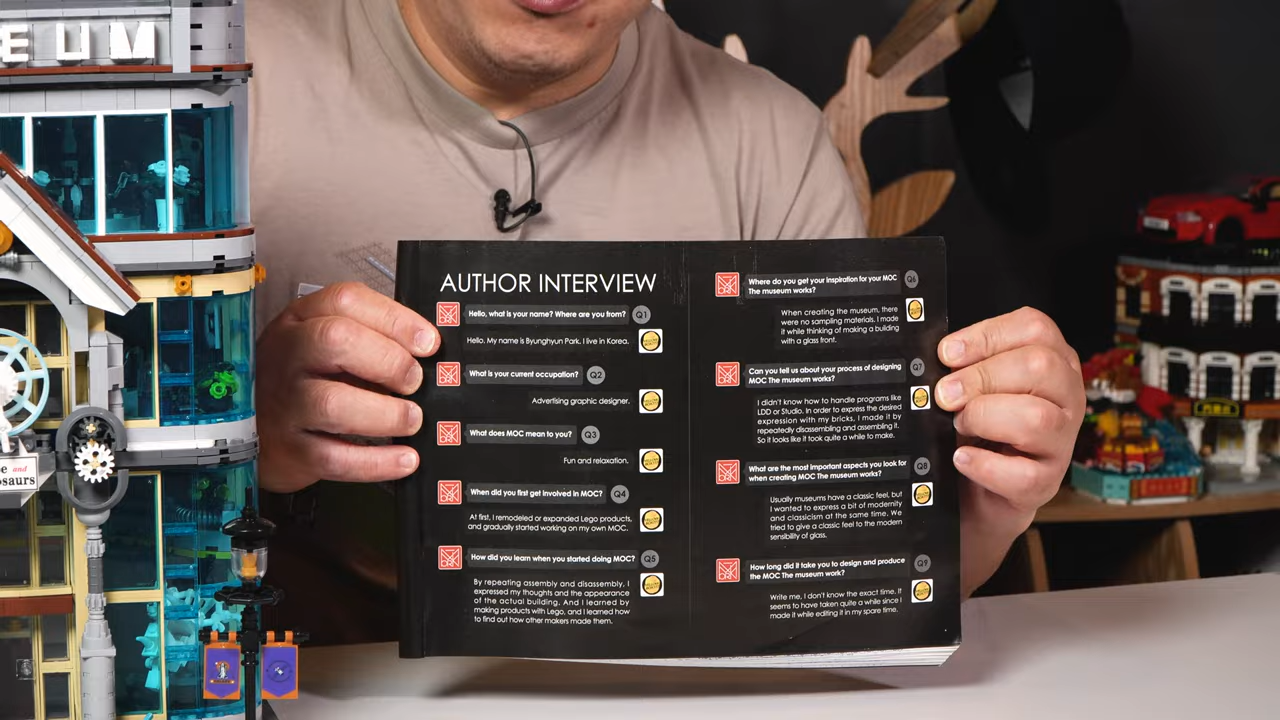 EUM
e and
osaurs
AUTHOR INTERVIEW
Hello, what is your name? Where are you from? Q1
Hello. My name is Byunghyun Park. I live in Korea.
What is your current occupation? Q2
Advertising graphic designer.
What does MOC mean to you? Q3
Fun and relaxation.
When did you first get involved in MOC? Q4
At first, I remodeled or expanded Lego products,
and gradually started working on my own MOC.
How did you learn when you started doing MOC? Q5
By repeating assembly and disassembly, I
expressed my thoughts and the appearance
of the actual building. And I learned by
making products with Lego, and I learned how
to find out how other makers made them.
Where do you get your inspiration for your MOC Q6
The museum works?
When creating the museum, there
were no sampling materials. I made
it while thinking of making a building
with a glass front.
Can you tell us about your process of designing Q7
MOC The museum works?
I didn't know how to handle programs like
LDD or Studio. In order to express the desired
expression with my bricks. I made it by
repeatedly disassembling and assembling it.
So it looks like it took quite a while to make.
What are the most important aspects you look for Q8
when creating MOC The museum works?
Usually museums have a classic feel, but
I wanted to express a bit of modernity
and classicism at the same time. We
tried to give a classic feel to the modern
sensibility of glass.
How long did it take you to design and produce Q9
the MOC The museum work?
Write me, I don't know the exact time. It
seems to have taken quite a while since I
made it while editing it in my spare time.